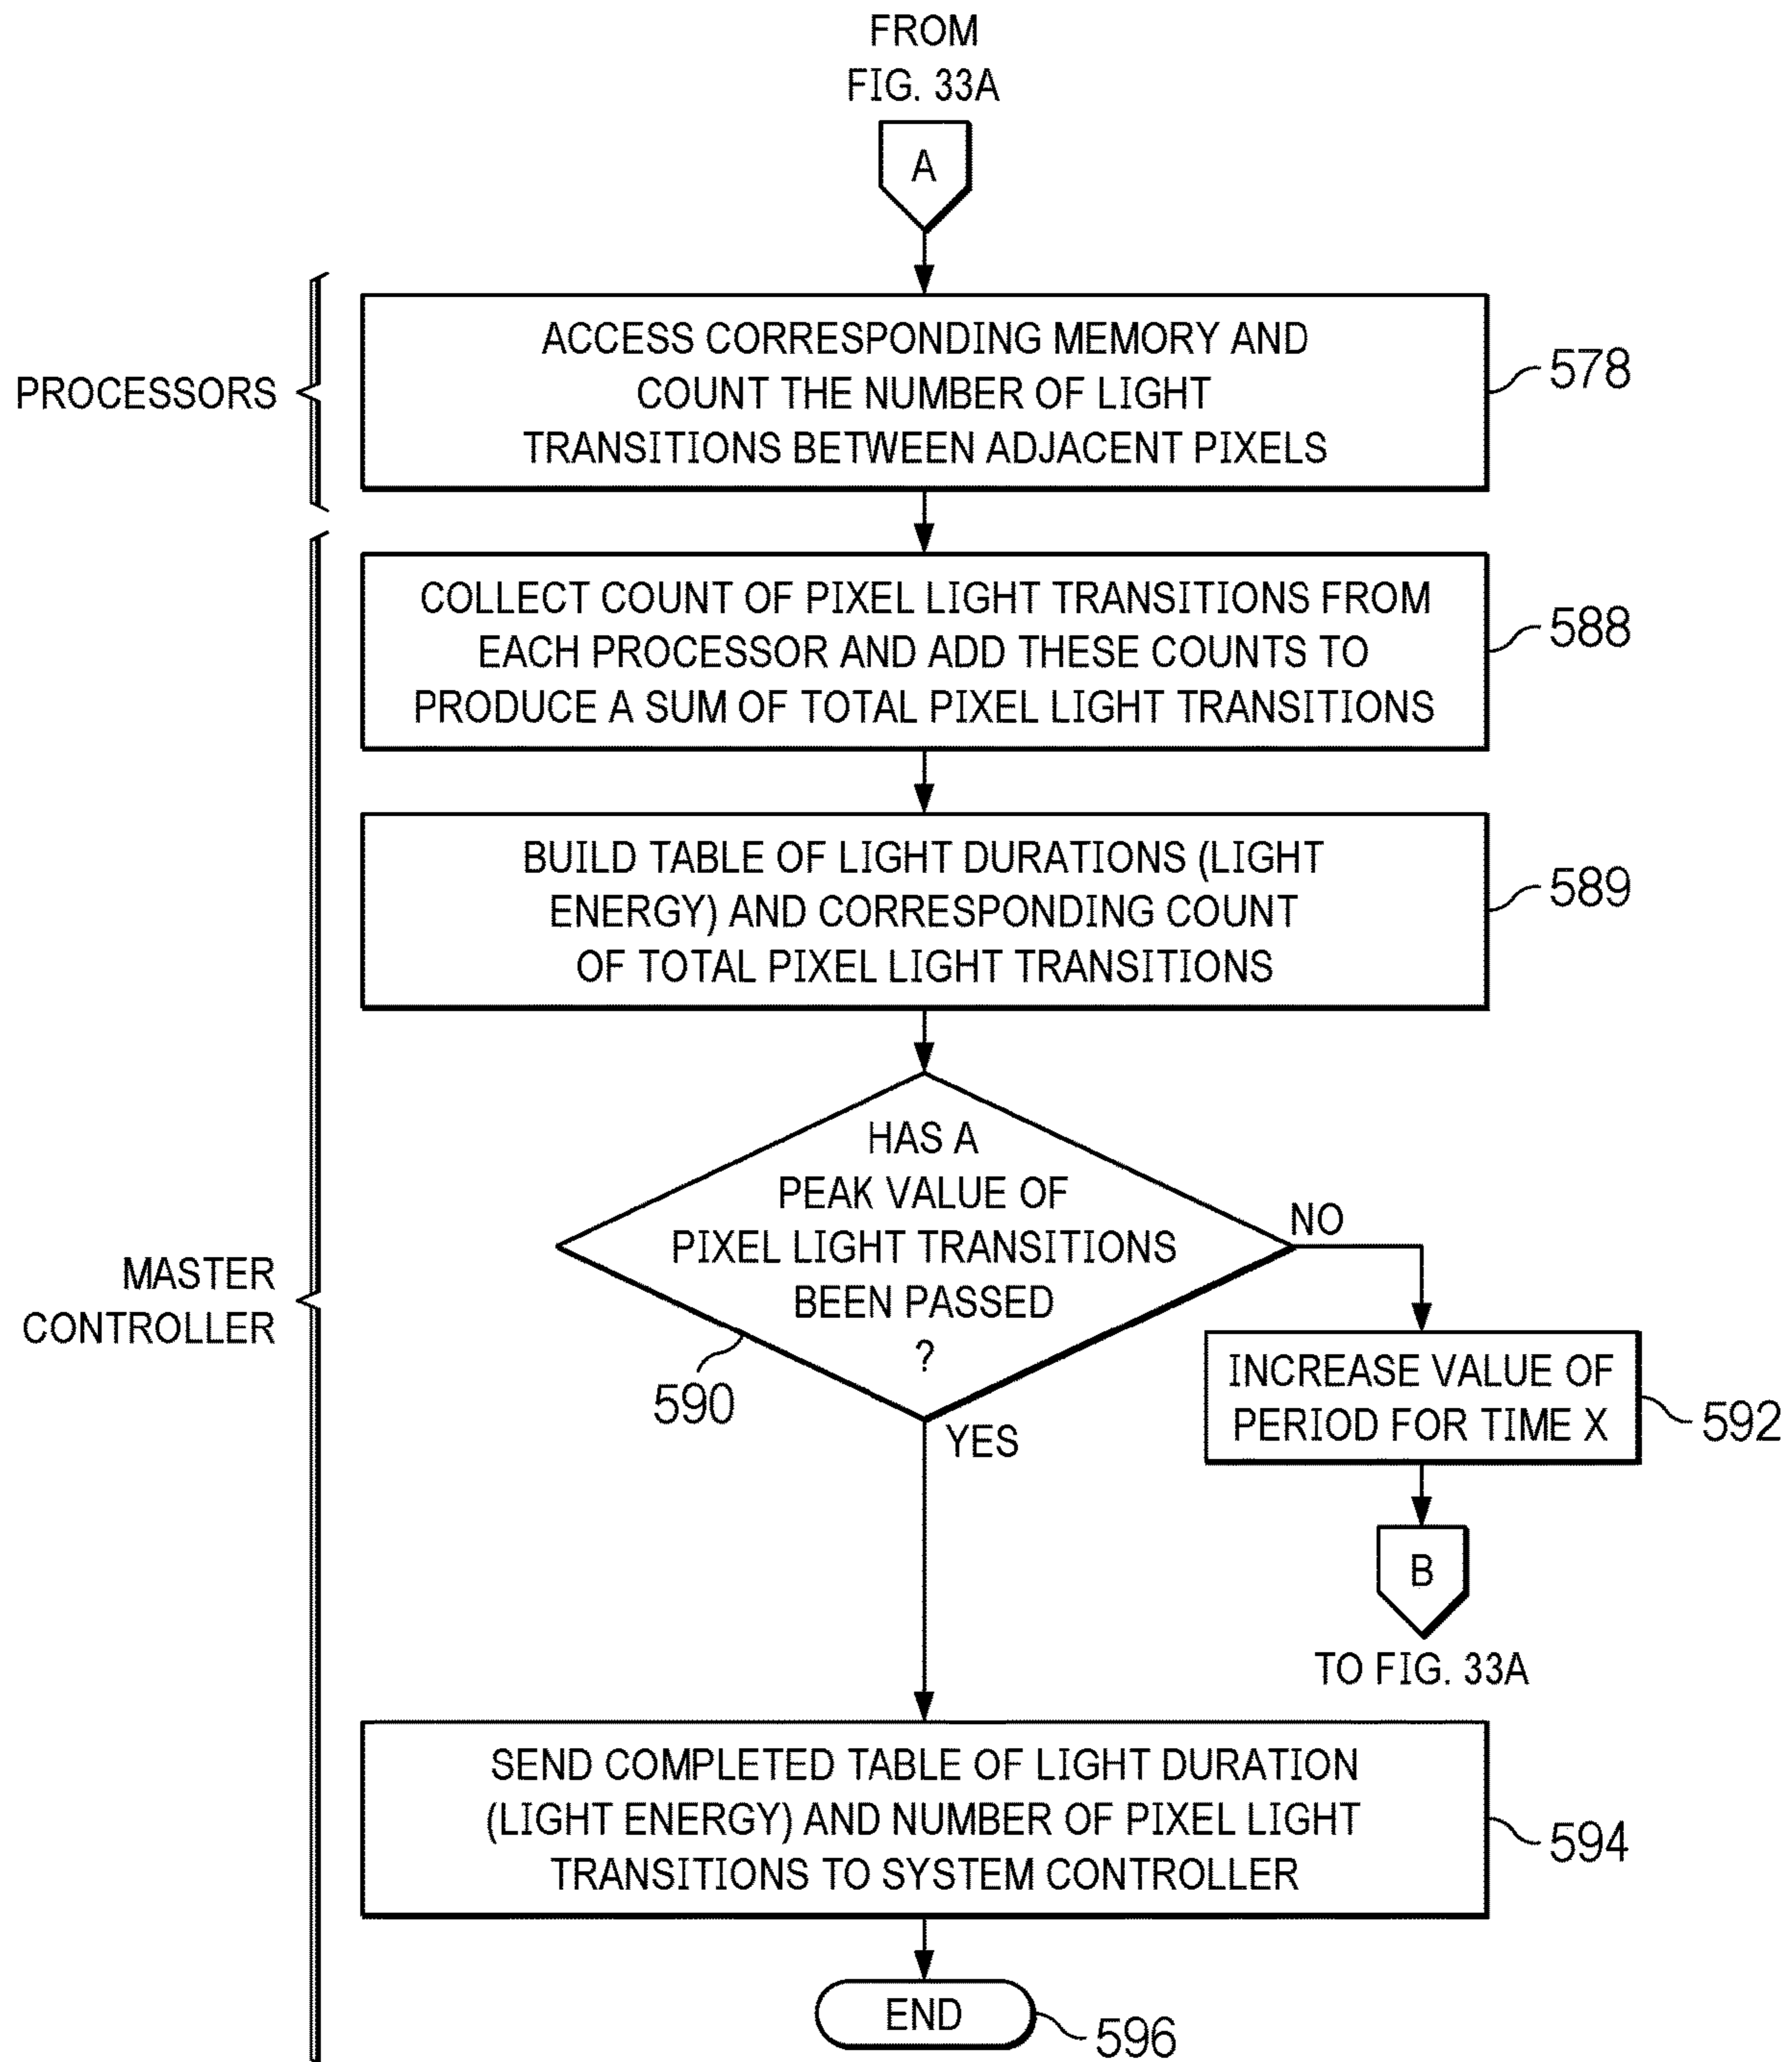 FROM
FIG. 33A
A
PROCESSORS
ACCESS CORRESPONDING MEMORY AND
COUNT THE NUMBER OF LIGHT
TRANSITIONS BETWEEN ADJACENT PIXELS
578
COLLECT COUNT OF PIXEL LIGHT TRANSITIONS FROM
EACH PROCESSOR AND ADD THESE COUNTS TO
PRODUCE A SUM OF TOTAL PIXEL LIGHT TRANSITIONS
588
BUILD TABLE OF LIGHT DURATIONS (LIGHT
ENERGY) AND CORRESPONDING COUNT
OF TOTAL PIXEL LIGHT TRANSITIONS
589
MASTER
CONTROLLER
HAS A
PEAK VALUE OF
PIXEL LIGHT TRANSITIONS
BEEN PASSED
?
590
NO
YES
INCREASE VALUE OF
PERIOD FOR TIME X
592
B
TO FIG. 33A
SEND COMPLETED TABLE OF LIGHT DURATION
(LIGHT ENERGY) AND NUMBER OF PIXEL LIGHT
TRANSITIONS TO SYSTEM CONTROLLER
594
END
596